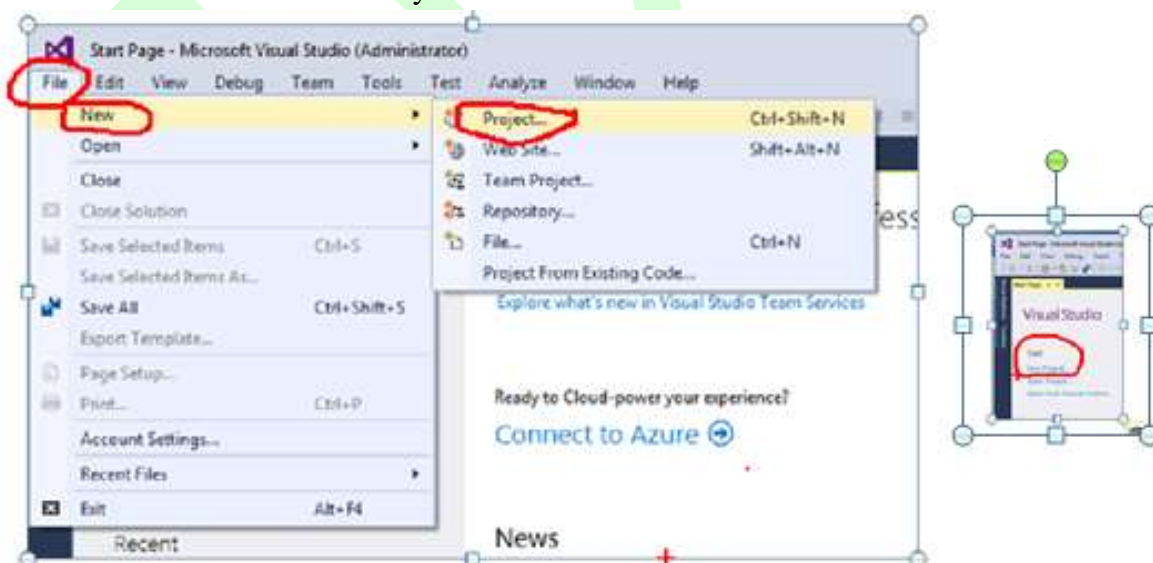 Start Page - Microsoft Visual Studio (Administrator)
File Edit View Debug Team Tools Test Analyze Window Help
New
Open
Close
Close Solution
Save Selected Items Ctrl+S
Save Selected Items As...
Save All Ctrl+Shift+S
Export Template...
Page Setup...
Print... Ctrl+P
Account Settings...
Recent Files
Exit Alt+F4
Recent
Project... Ctrl+Shift+N
Web Site... Shift+Alt+N
Team Project...
Repository...
File... Ctrl+N
Project From Existing Code...
Explore what's new in Visual Studio Team Services
Ready to Cloud-power your experience?
Connect to Azure
News
Visual Studio
Start